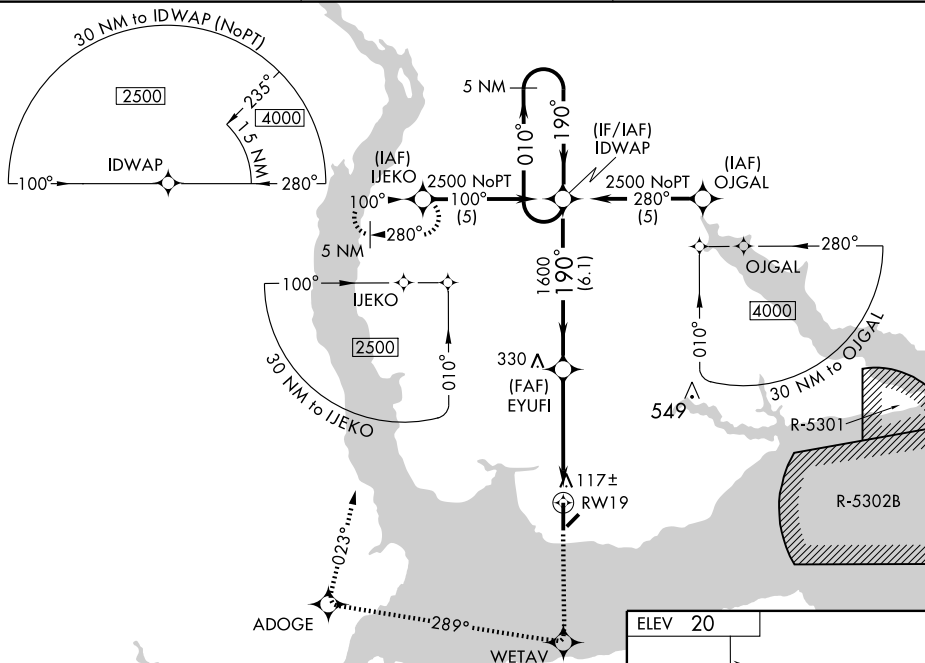 30 NM to IDWAP (NoPT)
2500
235°
4000
15 NM
IDWAP
100°
280°
5 NM
010°
190°
(IF/IAF)
IDWAP
(IAF)
IJEKO
2500 NoPT
100°
100°
(5)
280°
5 NM
2500 NoPT
280°
(5)
(IAF)
OJGAL
1600
190°
(6.1)
100°
IJEKO
2500
010°
30 NM to IJEKO
280°
OJGAL
4000
010°
30 NM to OJGAL
330
(FAF)
EYUFI
549
R-5301
R-5302B
117±
RW19
023°
ADOGE
289°
WETAV
ELEV 20